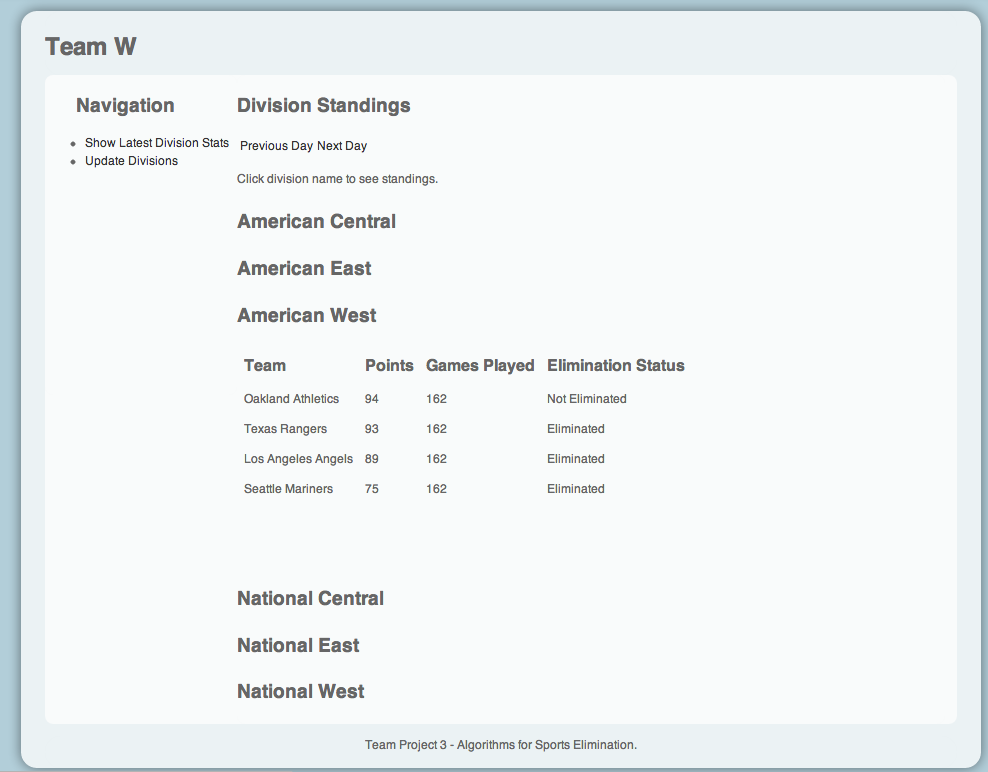 Team W
Navigation
Show Latest Division Stats
Update Divisions
Division Standings
Previous Day Next Day
Click division name to see standings.
American Central
American East
American West
Team Points Games Played Elimination Status
Oakland Athletics 94 162 Not Eliminated
Texas Rangers 93 162 Eliminated
Los Angeles Angels 89 162 Eliminated
Seattle Mariners 75 162 Eliminated
National Central
National East
National West
Team Project 3 - Algorithms for Sports Elimination.